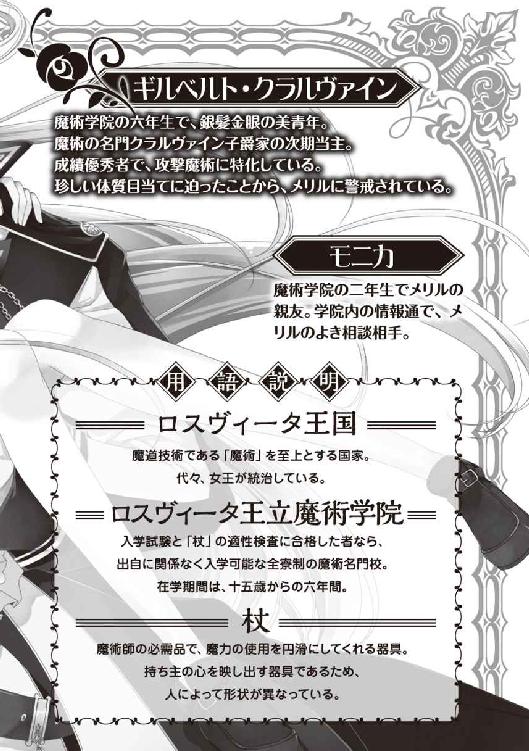 ギルベルト・クラルヴァイン
魔術学院の六年生で、銀髪金眼の美青年。
魔術の名門クラルヴァイン子爵家の次期当主。
成績優秀者で、攻撃魔術に特化している。
珍しい体質目当てに迫ったことから、メリルに警戒されている。
モニカ
魔術学院の二年生でメリルの
親友。学院内の情報通で、メ
リルのよき相談相手。
用語説明
ロスヴィータ王国
魔道技術である「魔術」を至上とする国家。
代々、女王が統治している。
ロスヴィータ王立魔術学院
入学試験と「杖」の適性検査に合格した者なら、
出自に関係なく入学可能な全寮制の魔術名門校。
在学期間は、十五歳からの六年間。
杖
魔術師の必需品で、魔力の使用を円滑にしてくれる器具。
持ち主の心を映し出す器具であるため、
人によって形状が異なっている。